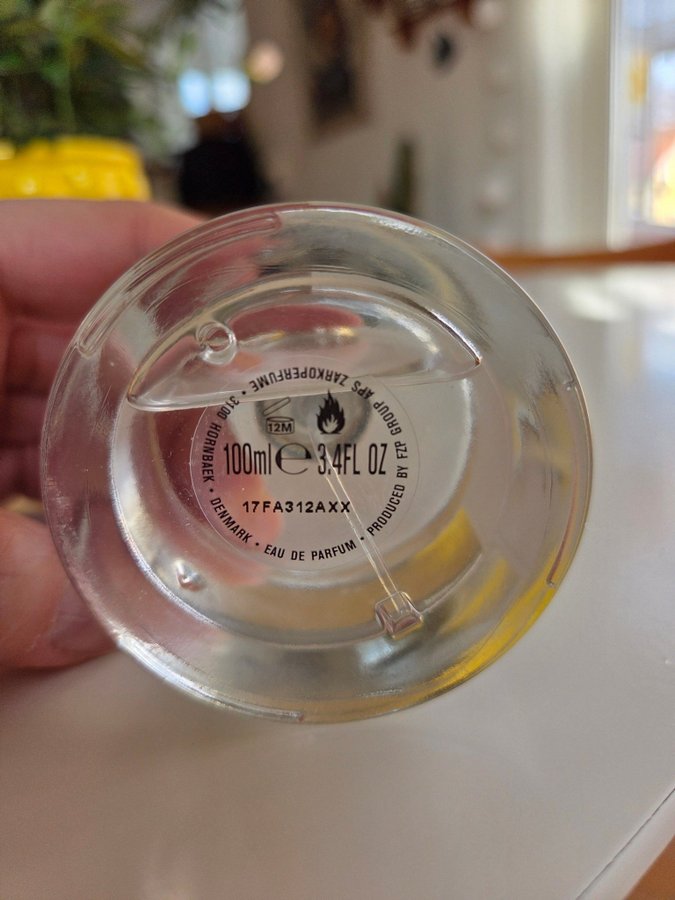 ZARKOPERFUME • 3100 HORNBAEK • DENMARK • EAU DE PARFUM • PRODUCED BY FZP GROUP APS
12M
100ml ℮ 3.4FL OZ
17FA312AXX